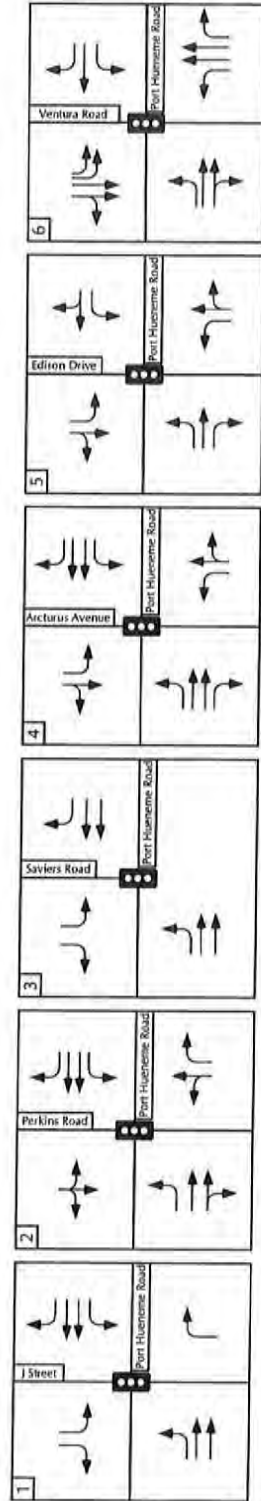 1
J Street
Port Hueneme Road
2
Perkins Road
Port Hueneme Road
3
Saviers Road
Port Hueneme Road
4
Arcturus Avenue
Port Hueneme Road
5
Edison Drive
Port Hueneme Road
6
Ventura Road
Port Hueneme Road